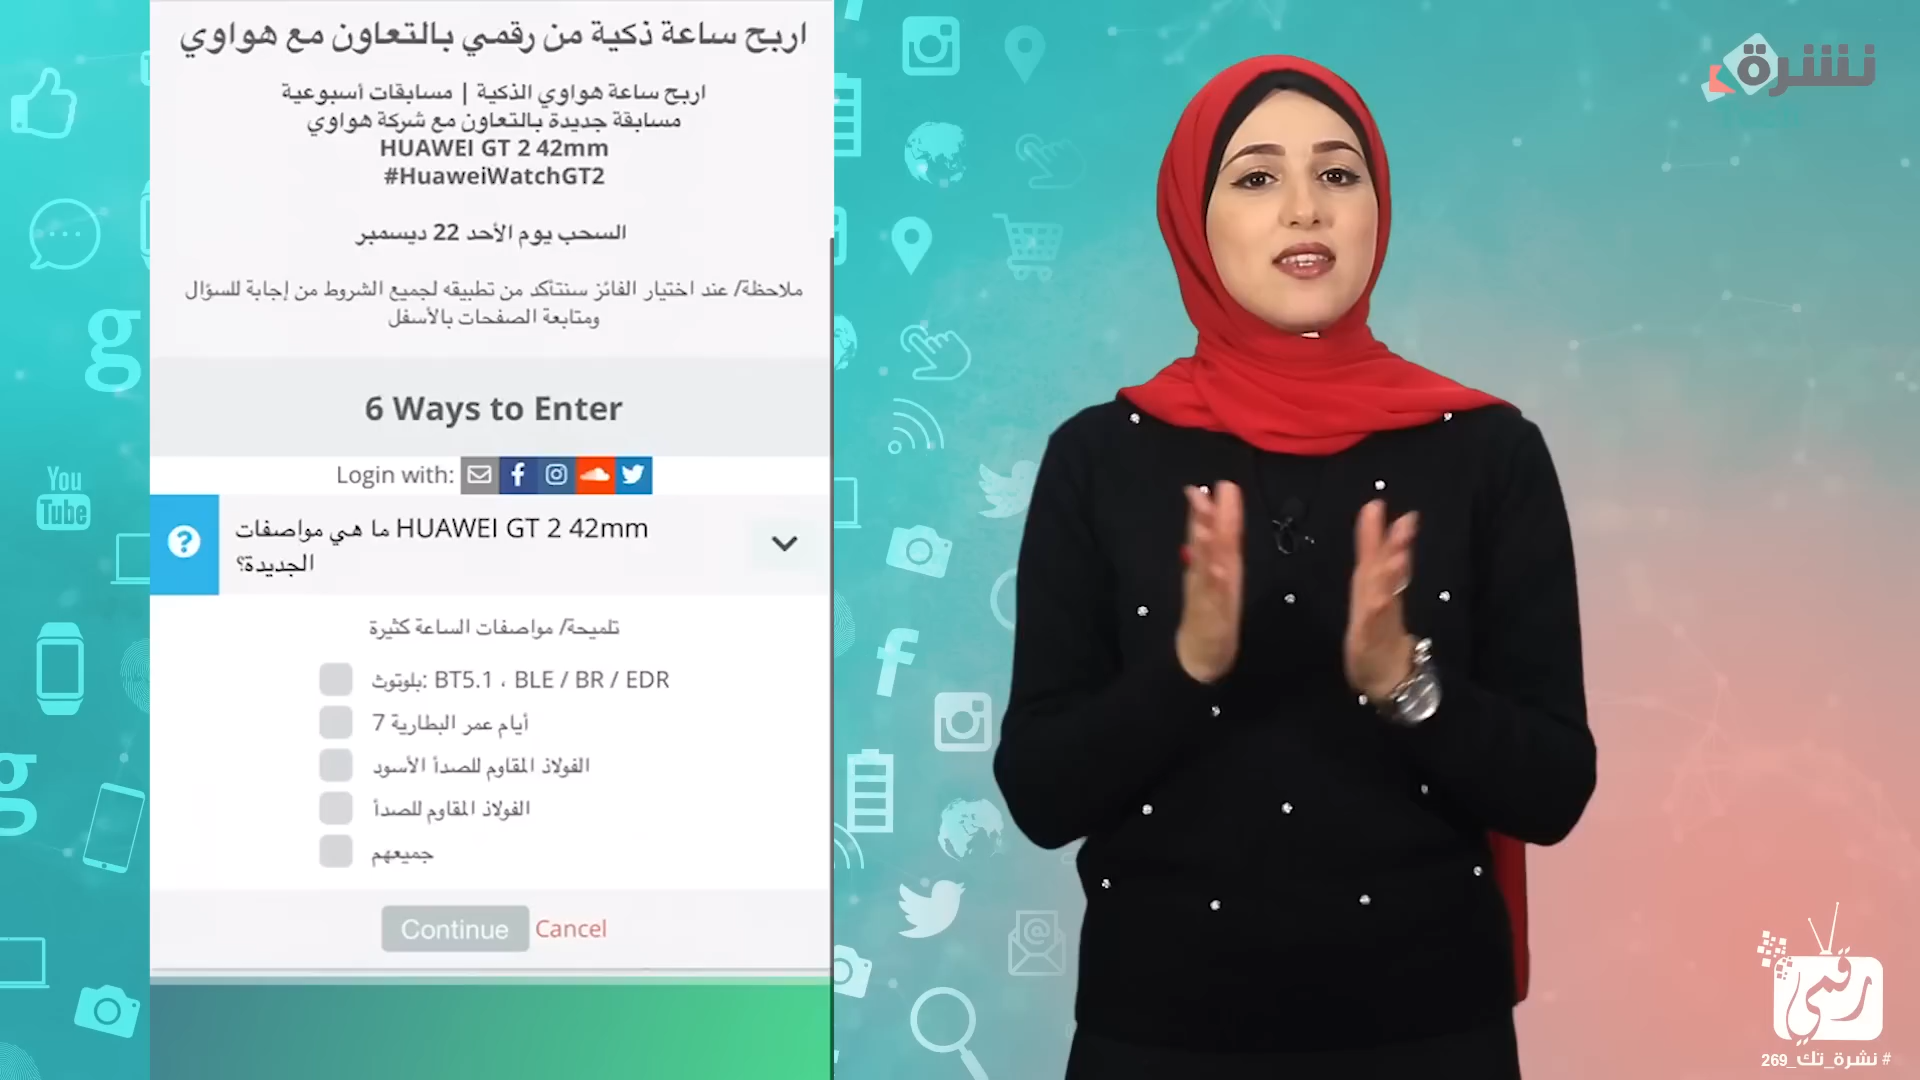 اربح ساعة ذكية من رقمي بالتعاون مع هواوي
اربح ساعة هواوي الذكية | مسابقات أسبوعية
مسابقة جديدة بالتعاون مع شركة هواوي
HUAWEI GT 2 42mm
#HuaweiWatchGT2
السحب يوم الأحد 22 ديسمبر
ملاحظة/ عند اختيار الفائز سنتأكد من تطبيقه لجميع الشروط من إجابة للسؤال
ومتابعة الصفحات بالأسفل
6 Ways to Enter
Login with:
ما هي مواصفات HUAWEI GT 2 42mm
الجديدة؟
تلميحة/ مواصفات الساعة كثيرة
بلوتوث: BT5.1 ، BLE / BR / EDR
7 أيام عمر البطارية
الفولاذ المقاوم للصدأ الأسود
الفولاذ المقاوم للصدأ
جميعهم
Continue Cancel
You
Tube
نشرة
رقمي
# نشرة_تك_269